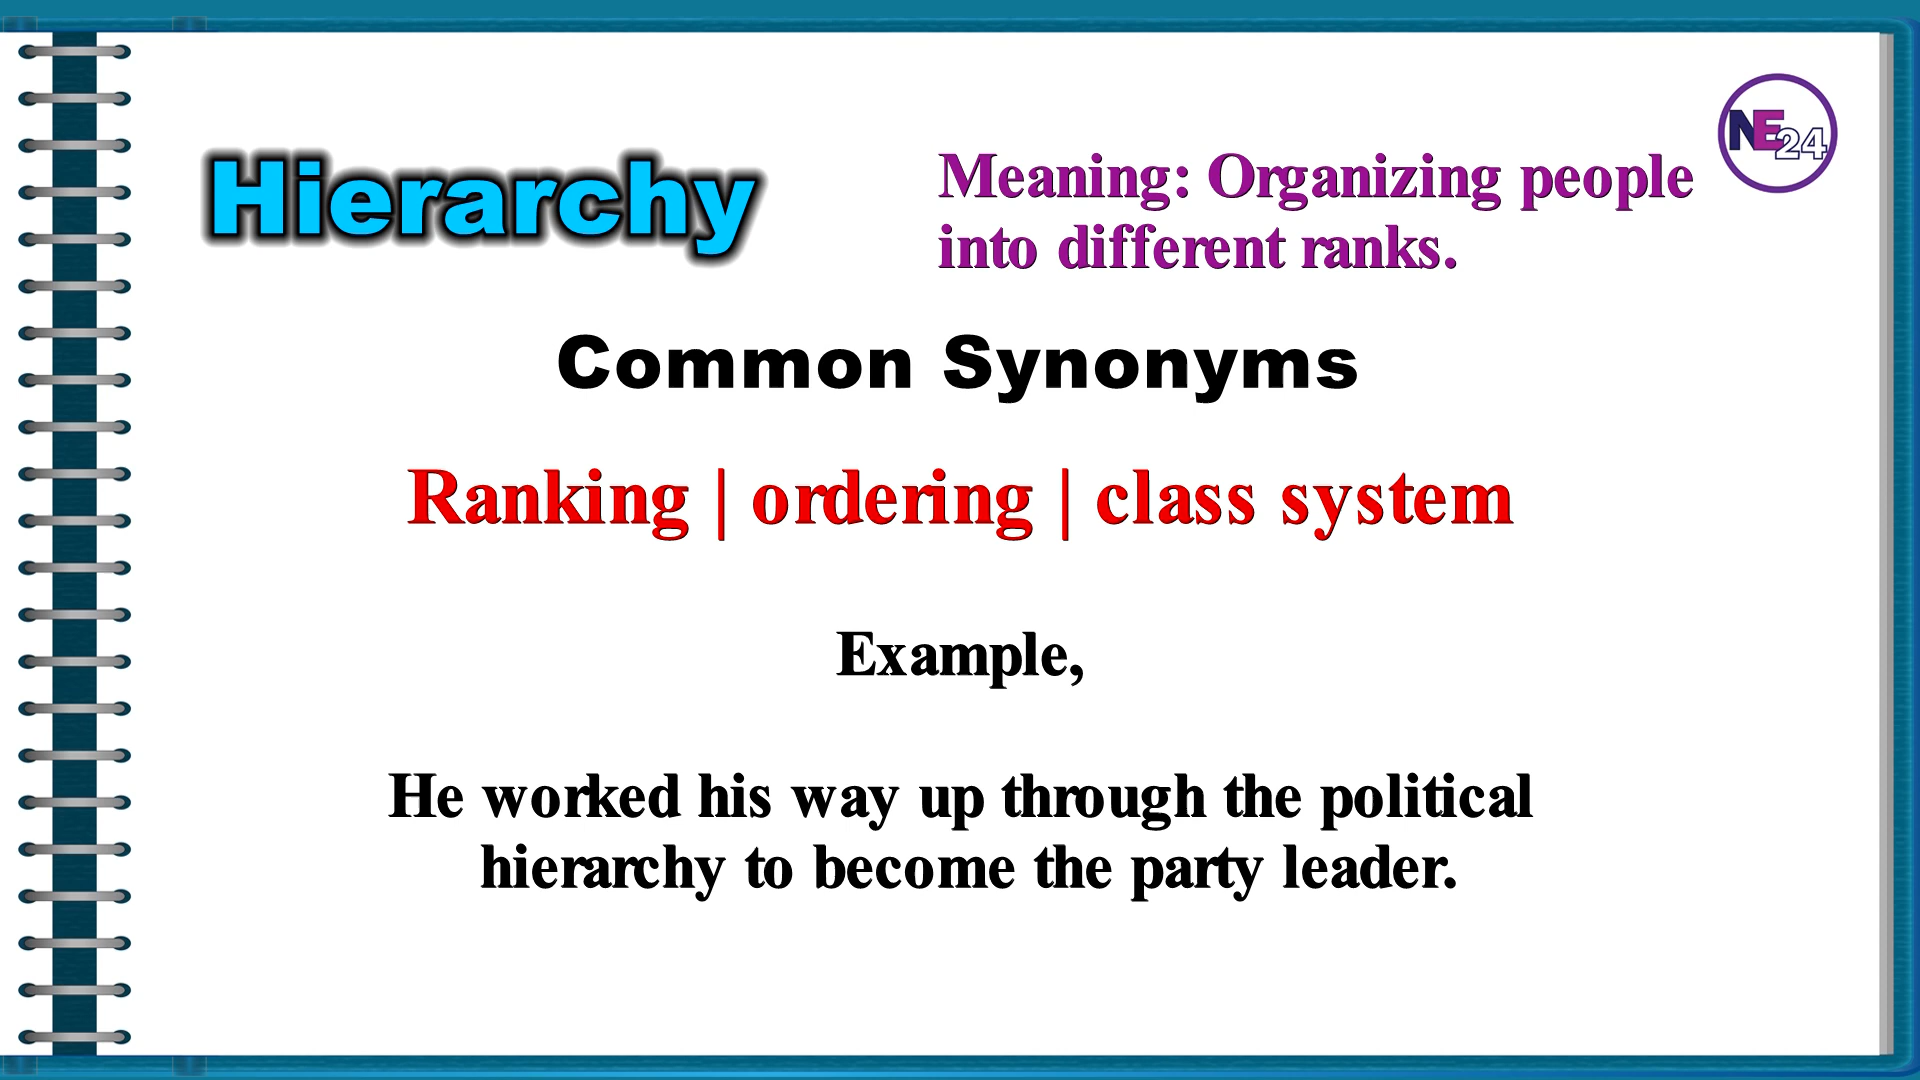 Hierarchy
Meaning: Organizing people
into different ranks.
NE24
Common Synonyms
Ranking | ordering | class system
Example,
He worked his way up through the political
hierarchy to become the party leader.